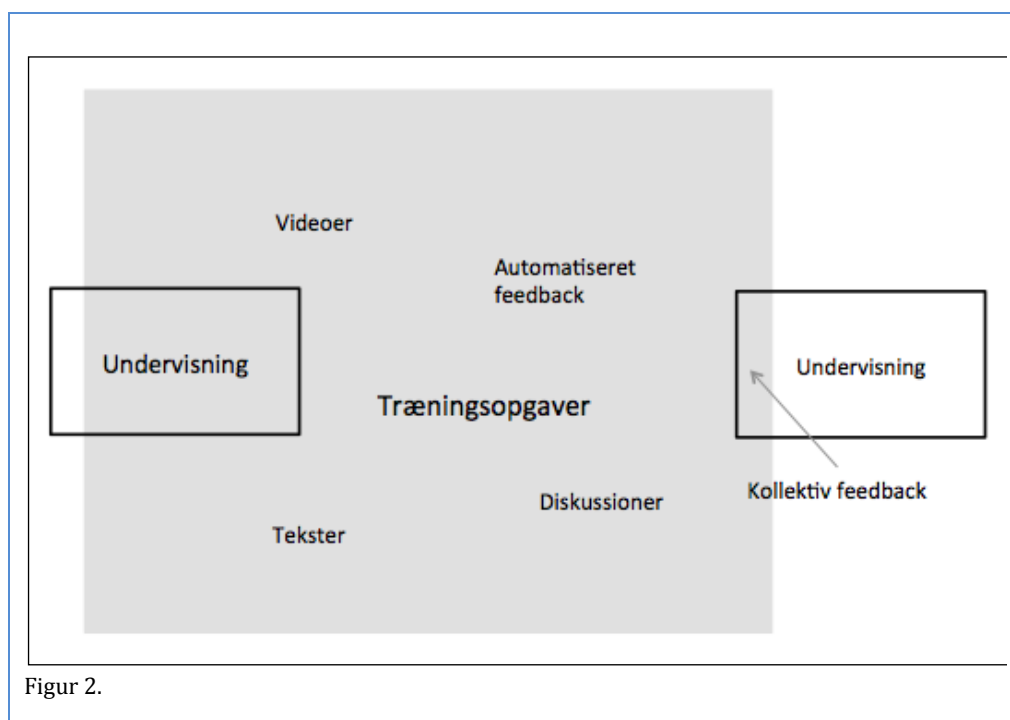 Videoer
Automatiseret
feedback
Undervisning
Undervisning
Træningsopgaver
Kollektiv feedback
Diskussioner
Tekster
Figur 2.